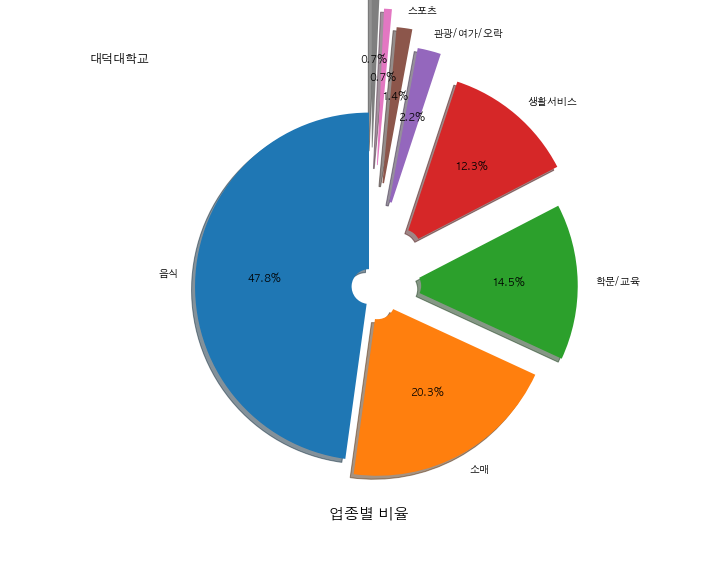 스포츠
관광/여가/오락
대덕대학교
0.7%
0.7%
1.4%
2.2%
생활서비스
12.3%
음식
47.8%
14.5%
학문/교육
20.3%
소매
업종별 비율